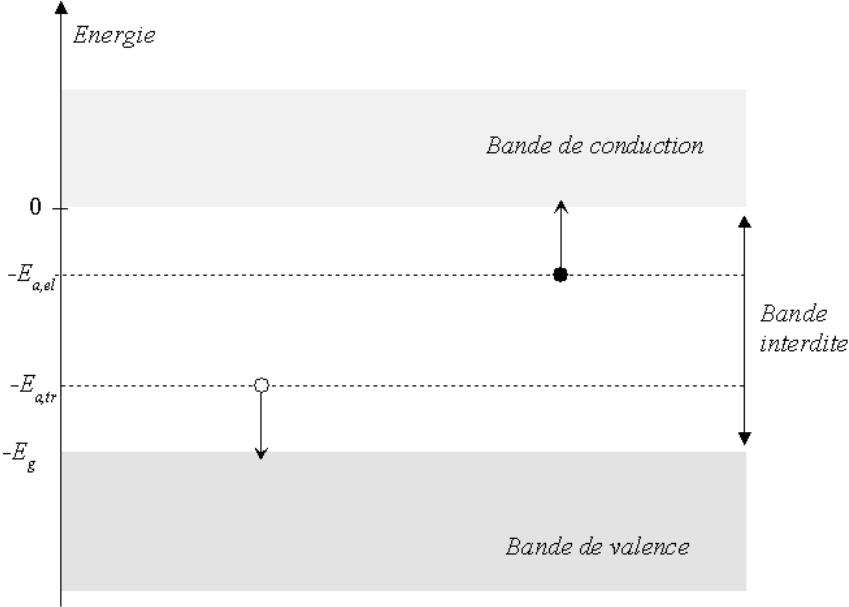 Energie
Bande de conduction
0
-E_{a,el}
Bande
interdite
-E_{a,tr}
-E_g
Bande de valence